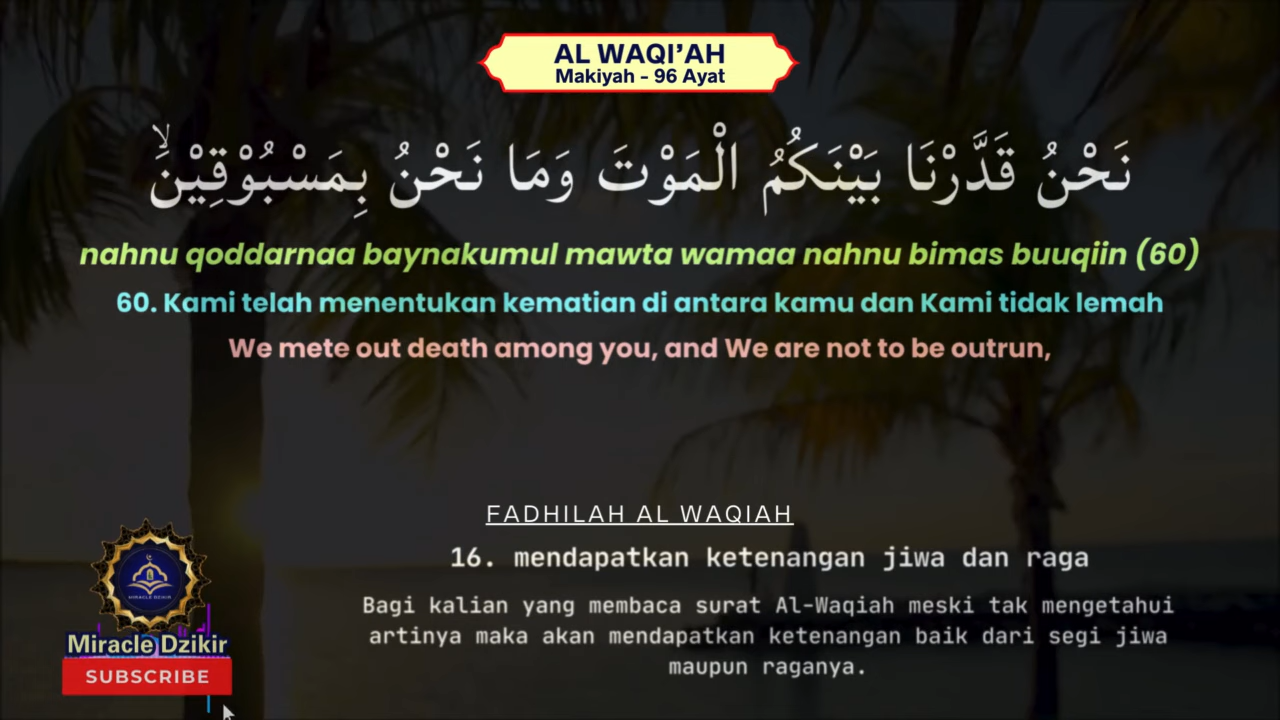 AL WAQI'AH
Makiyah - 96 Ayat
نَحْنُ قَدَّرْنَا بَيْنَكُمُ الْمَوْتَ وَمَا نَحْنُ بِمَسْبُوْقِيْنَۙ
nahnu qoddarnaa baynakumul mawta wamaa nahnu bimas buuqiin (60)
60. Kami telah menentukan kematian di antara kamu dan Kami tidak lemah
We mete out death among you, and We are not to be outrun,
FADHILAH AL WAQIAH
16. mendapatkan ketenangan jiwa dan raga
Bagi kalian yang membaca surat Al-Waqiah meski tak mengetahui
artinya maka akan mendapatkan ketenangan baik dari segi jiwa
maupun raganya.
MIRACLE DZIKIR
Miracle Dzikir
SUBSCRIBE